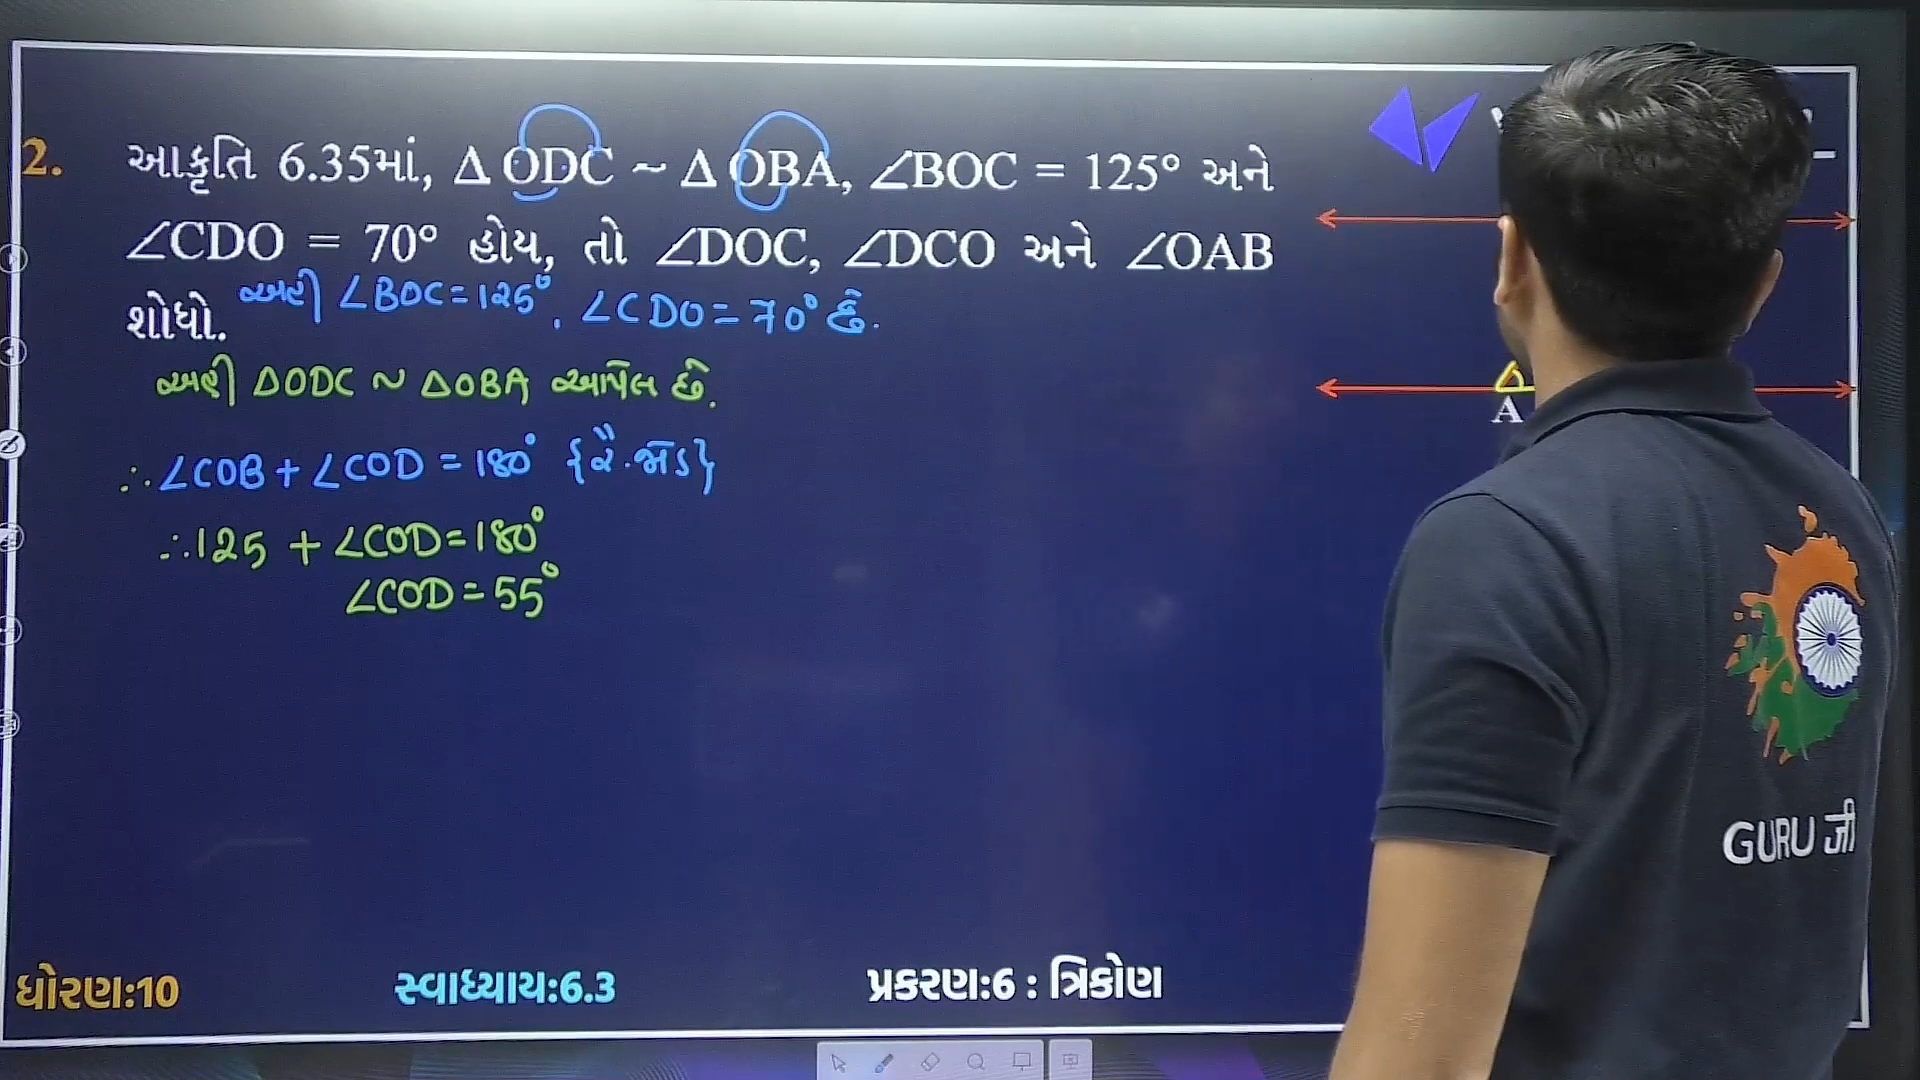 2. આકૃતિ 6.35માં, Δ ODC ~ Δ OBA, ∠BOC = 125° અને
∠CDO = 70° હોય, તો ∠DOC, ∠DCO અને ∠OAB
શોધો. અહી ∠BOC = 125°, ∠CDO = 70° છે.
અહી ΔODC ~ ΔOBA આપેલ છે.
∴ ∠COB + ∠COD = 180° {રૈ.જોડ}
∴ 125 + ∠COD = 180°
∠COD = 55°
A
GURU जी
ધોરણ:10
સ્વાધ્યાય:6.3
પ્રકરણ:6 : ત્રિકોણ